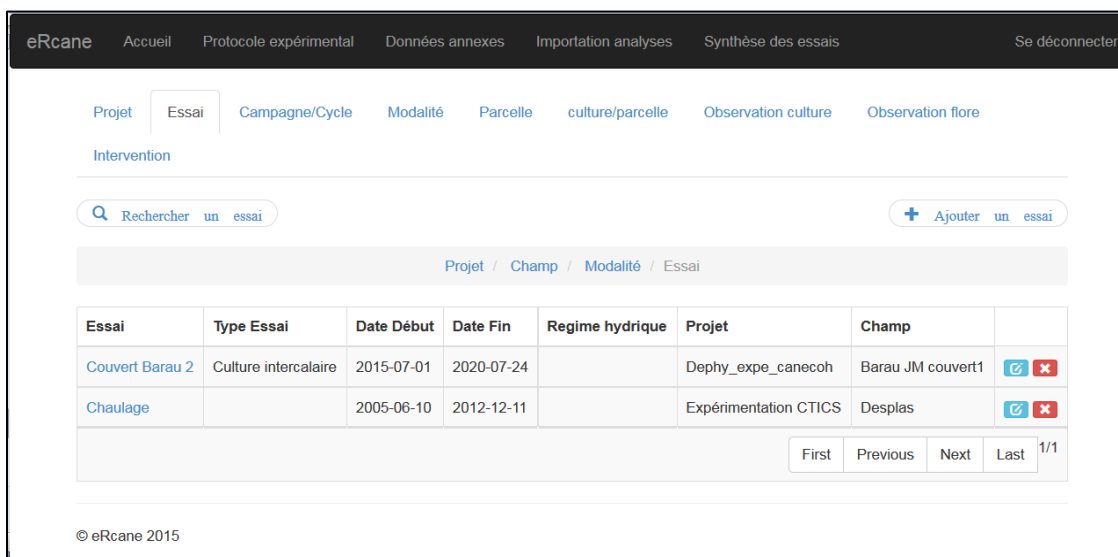 eRcane Accueil Protocole expérimental Données annexes Importation analyses Synthèse des essais Se déconnecter
Projet Essai Campagne/Cycle Modalité Parcelle culture/parcelle Observation culture Observation flore
Intervention
Rechercher un essai Ajouter un essai
Projet / Champ / Modalité / Essai
Essai Type Essai Date Début Date Fin Regime hydrique Projet Champ
Couvert Barau 2 Culture intercalaire 2015-07-01 2020-07-24 Dephy_expe_canecoh Barau JM couvert1
Chaulage 2005-06-10 2012-12-11 Expérimentation CTICS Desplas
First Previous Next Last 1/1
© eRcane 2015